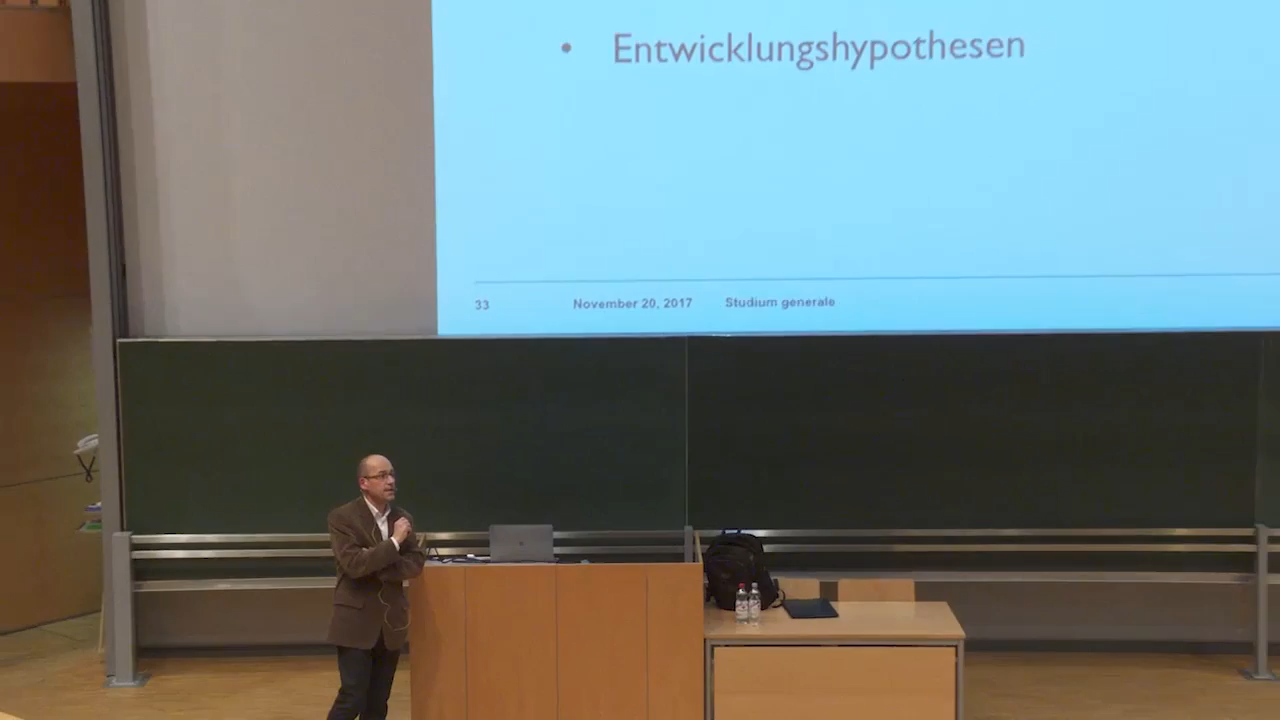 • Entwicklungshypothesen
33 November 20, 2017 Studium generale